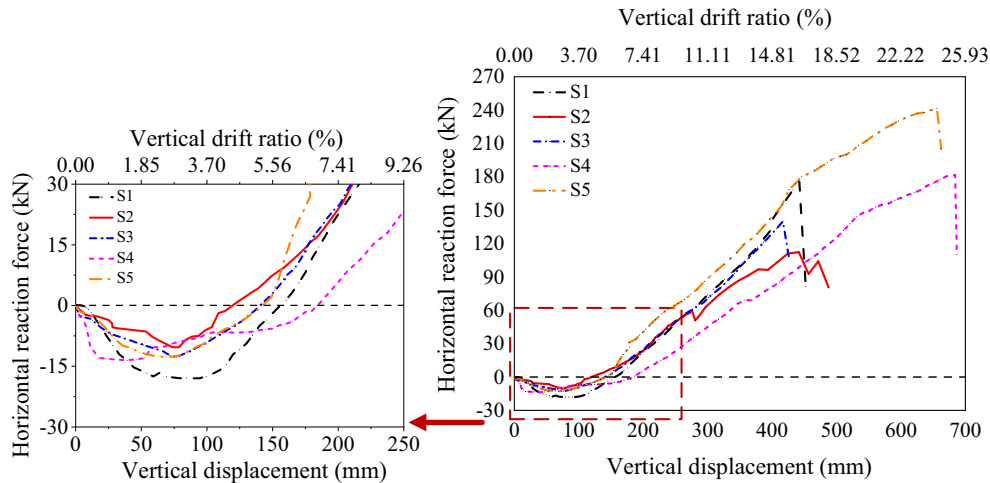 Vertical drift ratio (%)
0.00 1.85 3.70 5.56 7.41 9.26
Horizontal reaction force (kN)
30
15
0
-15
-30
S1
S2
S3
S4
S5
0 50 100 150 200 250
Vertical displacement (mm)
Vertical drift ratio (%)
0.00 3.70 7.41 11.11 14.81 18.52 22.22 25.93
Horizontal reaction force (kN)
270
240
210
180
150
120
90
60
30
0
-30
S1
S2
S3
S4
S5
0 100 200 300 400 500 600 700
Vertical displacement (mm)